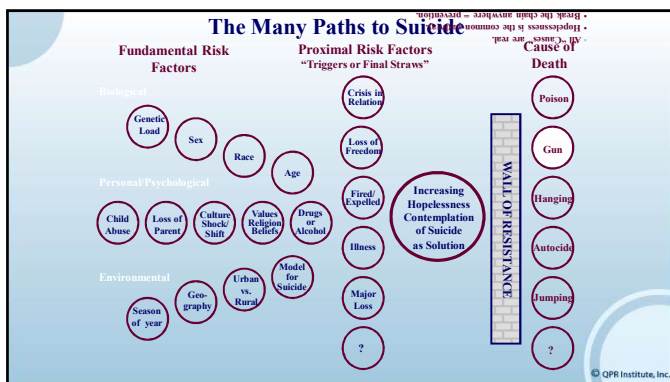 The Many Paths to Suicide
• All “Causes” are real.
• Hopelessness is the common
• Break the chain anywhere = prevention.
Fundamental Risk
Factors
Proximal Risk Factors
“Triggers or Final Straws”
Cause of
Death
Biological
Genetic
Load
Sex
Race
Age
Personal/Psychological
Child
Abuse
Loss of
Parent
Culture
Shock/
Shift
Values
Religion
Beliefs
Drugs
or
Alcohol
Environmental
Season
of year
Geo-
graphy
Urban
vs.
Rural
Model
for
Suicide
Crisis in
Relation
Loss of
Freedom
Fired/
Expelled
Illness
Major
Loss
?
Increasing
Hopelessness
Contemplation
of Suicide
as Solution
WALL OF RESISTANCE
Poison
Gun
Hanging
Autocide
Jumping
?
© QPR Institute, Inc.